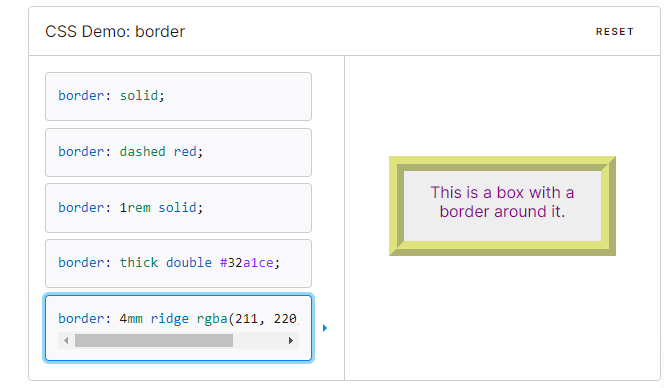 CSS Demo: border
RESET
border: solid;
border: dashed red;
border: 1rem solid;
border: thick double #32a1ce;
border: 4mm ridge rgba(211, 220
This is a box with a
border around it.